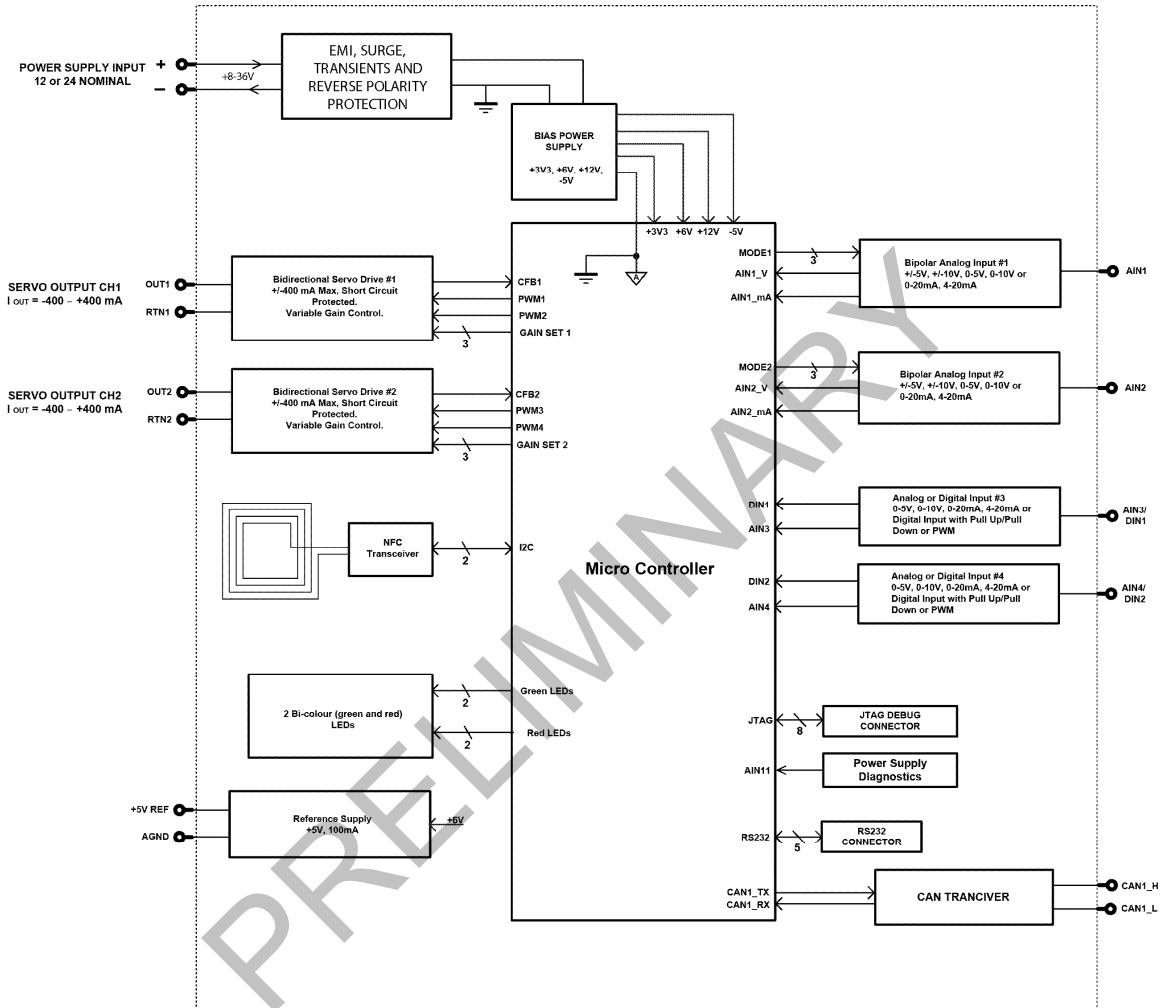 POWER SUPPLY INPUT
12 or 24 NOMINAL
+
–
+8-36V
EMI, SURGE,
TRANSIENTS AND
REVERSE POLARITY
PROTECTION
BIAS POWER
SUPPLY
+3V3, +6V, +12V,
-5V
+3V3
+6V
+12V
-5V
A
SERVO OUTPUT CH1
I OUT = -400 – +400 mA
OUT1
RTN1
Bidirectional Servo Drive #1
+/-400 mA Max, Short Circuit
Protected.
Variable Gain Control.
3
CFB1
PWM1
PWM2
GAIN SET 1
SERVO OUTPUT CH2
I OUT = -400 – +400 mA
OUT2
RTN2
Bidirectional Servo Drive #2
+/-400 mA Max, Short Circuit
Protected.
Variable Gain Control.
3
CFB2
PWM3
PWM4
GAIN SET 2
NFC
Transceiver
2
I2C
Micro Controller
2 Bi-colour (green and red)
LEDs
2
Green LEDs
2
Red LEDs
+5V REF
AGND
Reference Supply
+5V, 100mA
+6V
MODE1
AIN1_V
AIN1_mA
3
Bipolar Analog Input #1
+/-5V, +/-10V, 0-5V, 0-10V or
0-20mA, 4-20mA
AIN1
MODE2
AIN2_V
AIN2_mA
3
Bipolar Analog Input #2
+/-5V, +/-10V, 0-5V, 0-10V or
0-20mA, 4-20mA
AIN2
DIN1
AIN3
Analog or Digital Input #3
0-5V, 0-10V, 0-20mA, 4-20mA or
Digital Input with Pull Up/Pull
Down or PWM
AIN3/
DIN1
DIN2
AIN4
Analog or Digital Input #4
0-5V, 0-10V, 0-20mA, 4-20mA or
Digital Input with Pull Up/Pull
Down or PWM
AIN4/
DIN2
JTAG
8
JTAG DEBUG
CONNECTOR
AIN11
Power Supply
Diagnostics
RS232
5
RS232
CONNECTOR
CAN1_TX
CAN1_RX
CAN TRANCIVER
CAN1_H
CAN1_L
PRELIMINARY